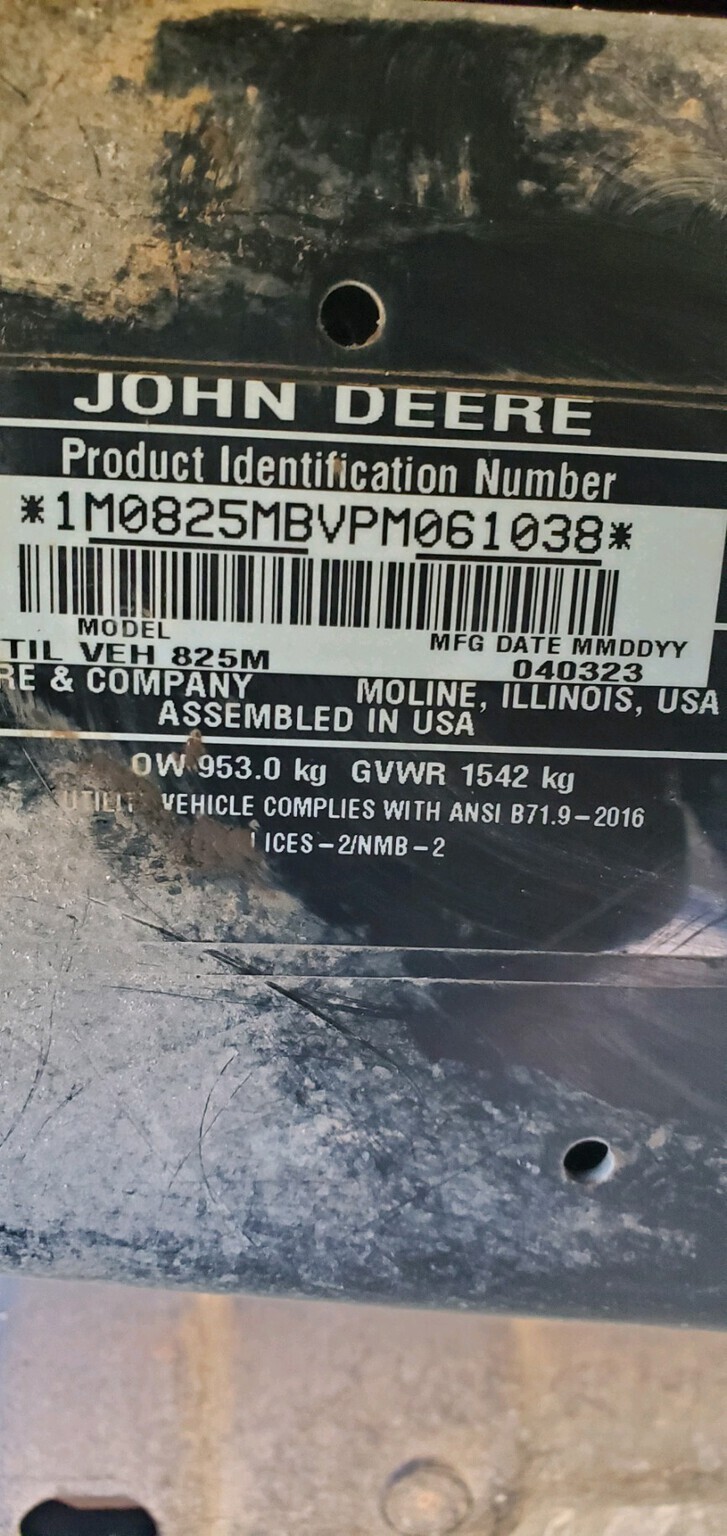 JOHN DEERE
Product Identification Number
*1M0825MBVPM061038*
MODEL MFG DATE MMDDYY
TIL VEH 825M 040323
RE & COMPANY MOLINE, ILLINOIS, USA
ASSEMBLED IN USA
OW 953.0 kg GVWR 1542 kg
UTILIT VEHICLE COMPLIES WITH ANSI B71.9-2016
ICES-2/NMB-2